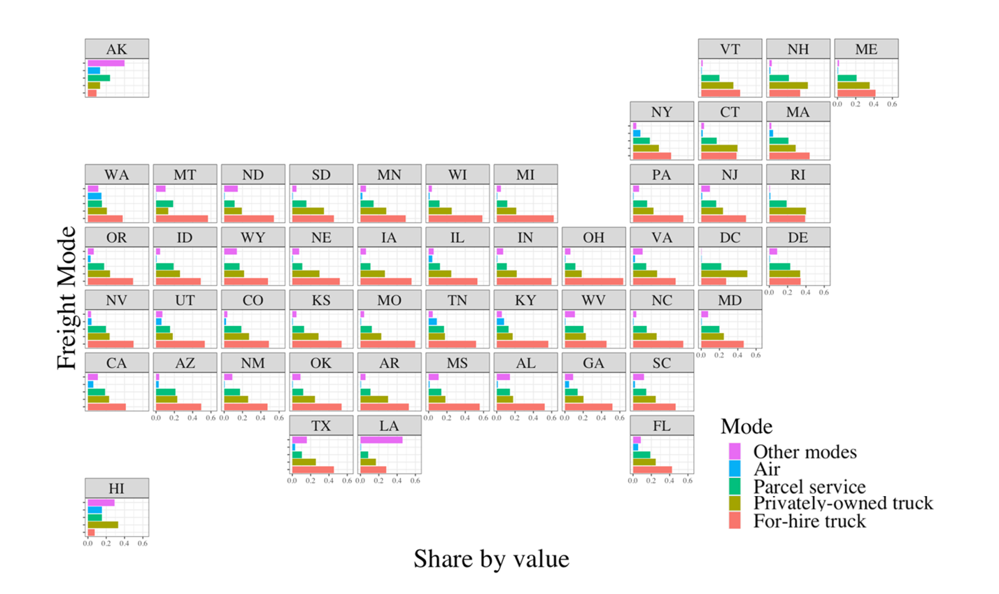 AK
VT NH ME
0.0 0.2 0.4 0.6
NY CT MA
WA MT ND SD MN WI MI PA NJ RI
OR ID WY NE IA IL IN OH VA DC DE
0.0 0.2 0.4 0.6
NV UT CO KS MO TN KY WV NC MD
0.0 0.2 0.4 0.6
CA AZ NM OK AR MS AL GA SC
0.0 0.2 0.4 0.6 0.0 0.2 0.4 0.6 0.0 0.2 0.4 0.6 0.0 0.2 0.4 0.6 0.0 0.2 0.4 0.6
TX LA FL
0.0 0.2 0.4 0.6 0.0 0.2 0.4 0.6 0.0 0.2 0.4 0.6
HI
0.0 0.2 0.4 0.6
Freight Mode
Share by value
Mode
Other modes
Air
Parcel service
Privately-owned truck
For-hire truck